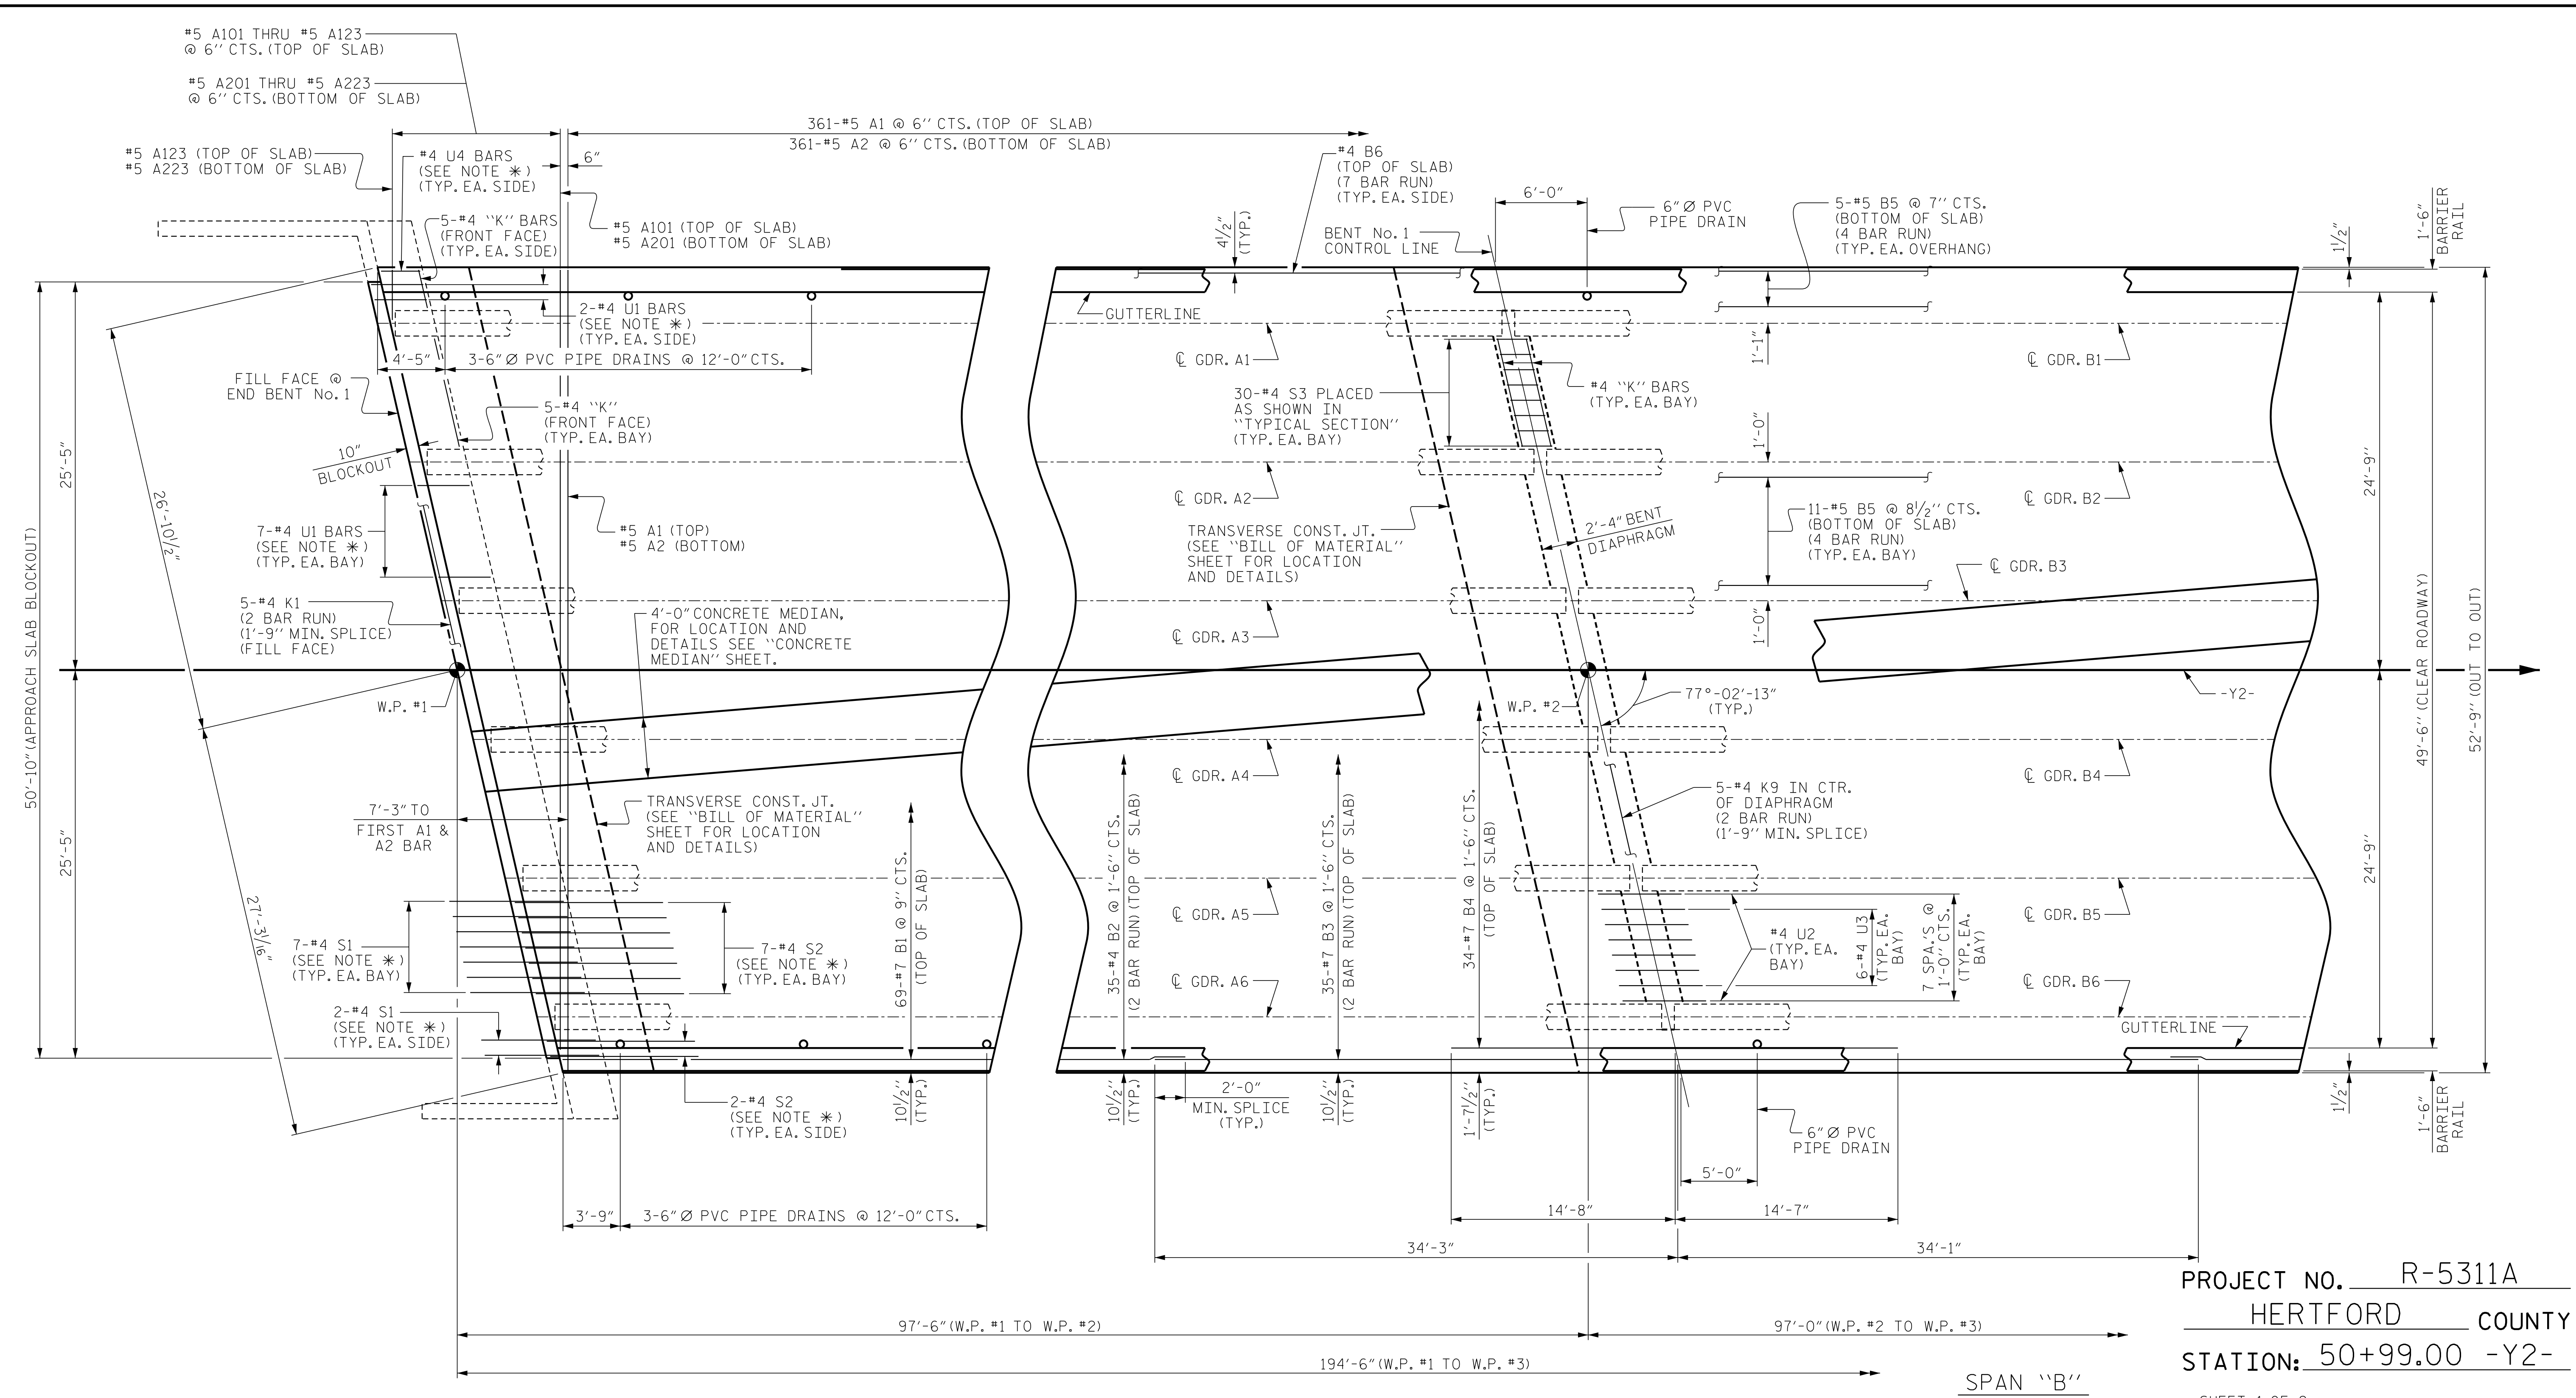 #5 A101 THRU #5 A123
@ 6" CTS. (TOP OF SLAB)
#5 A201 THRU #5 A223
@ 6" CTS. (BOTTOM OF SLAB)
#5 A123 (TOP OF SLAB)
#5 A223 (BOTTOM OF SLAB)
#4 U4 BARS
(SEE NOTE ✳)
(TYP. EA. SIDE)
6"
361-#5 A1 @ 6" CTS. (TOP OF SLAB)
361-#5 A2 @ 6" CTS. (BOTTOM OF SLAB)
5-#4 "K" BARS
(FRONT FACE)
(TYP. EA. SIDE)
#5 A101 (TOP OF SLAB)
#5 A201 (BOTTOM OF SLAB)
#4 B6
(TOP OF SLAB)
(7 BAR RUN)
(TYP. EA. SIDE)
4½"
(TYP.)
BENT No. 1
CONTROL LINE
6'-0"
6" Ø PVC
PIPE DRAIN
5-#5 B5 @ 7" CTS.
(BOTTOM OF SLAB)
(4 BAR RUN)
(TYP. EA. OVERHANG)
1½"
1'-6"
BARRIER
RAIL
2-#4 U1 BARS
(SEE NOTE ✳)
(TYP. EA. SIDE)
GUTTERLINE
4'-5"
3-6" Ø PVC PIPE DRAINS @ 12'-0" CTS.
℄ GDR. A1
1'-1"
℄ GDR. B1
FILL FACE @
END BENT No. 1
5-#4 "K"
(FRONT FACE)
(TYP. EA. BAY)
30-#4 S3 PLACED
AS SHOWN IN
"TYPICAL SECTION"
(TYP. EA. BAY)
#4 "K" BARS
(TYP. EA. BAY)
1'-0"
10"
BLOCKOUT
25'-5"
26'-10½"
50'-10" (APPROACH SLAB BLOCKOUT)
24'-9"
℄ GDR. A2
℄ GDR. B2
7-#4 U1 BARS
(SEE NOTE ✳)
(TYP. EA. BAY)
#5 A1 (TOP)
#5 A2 (BOTTOM)
TRANSVERSE CONST. JT.
(SEE "BILL OF MATERIAL"
SHEET FOR LOCATION
AND DETAILS)
2'-4" BENT
DIAPHRAGM
11-#5 B5 @ 8½" CTS.
(BOTTOM OF SLAB)
(4 BAR RUN)
(TYP. EA. BAY)
℄ GDR. B3
5-#4 K1
(2 BAR RUN)
(1'-9" MIN. SPLICE)
(FILL FACE)
4'-0" CONCRETE MEDIAN,
FOR LOCATION AND
DETAILS SEE "CONCRETE
MEDIAN" SHEET.
℄ GDR. A3
1'-0"
49'-6" (CLEAR ROADWAY)
52'-9" (OUT TO OUT)
W.P. #1
W.P. #2
77°-02'-13"
(TYP.)
-Y2-
℄ GDR. A4
℄ GDR. B4
25'-5"
27'-3 1/16"
7'-3" TO
FIRST A1 &
A2 BAR
TRANSVERSE CONST. JT.
(SEE "BILL OF MATERIAL"
SHEET FOR LOCATION
AND DETAILS)
5-#4 K9 IN CTR.
OF DIAPHRAGM
(2 BAR RUN)
(1'-9" MIN. SPLICE)
24'-9"
69-#7 B1 @ 9" CTS.
(TOP OF SLAB)
35-#4 B2 @ 1'-6" CTS.
(2 BAR RUN) (TOP OF SLAB)
35-#7 B3 @ 1'-6" CTS.
(2 BAR RUN) (TOP OF SLAB)
34-#7 B4 @ 1'-6" CTS.
(TOP OF SLAB)
℄ GDR. A5
℄ GDR. B5
7-#4 S1
(SEE NOTE ✳)
(TYP. EA. BAY)
7-#4 S2
(SEE NOTE ✳)
(TYP. EA. BAY)
#4 U2
(TYP. EA.
BAY)
6-#4 U3
(TYP. EA.
BAY)
7 SPA.'S @
1'-0" CTS.
(TYP. EA.
BAY)
℄ GDR. A6
℄ GDR. B6
2-#4 S1
(SEE NOTE ✳)
(TYP. EA. SIDE)
GUTTERLINE
2-#4 S2
(SEE NOTE ✳)
(TYP. EA. SIDE)
10½"
(TYP.)
10½"
(TYP.)
2'-0"
MIN. SPLICE
(TYP.)
10½"
(TYP.)
1'-7½"
(TYP.)
6" Ø PVC
PIPE DRAIN
1½"
1'-6"
BARRIER
RAIL
5'-0"
3'-9"
3-6" Ø PVC PIPE DRAINS @ 12'-0" CTS.
14'-8"
14'-7"
34'-3"
34'-1"
97'-6" (W.P. #1 TO W.P. #2)
97'-0" (W.P. #2 TO W.P. #3)
194'-6" (W.P. #1 TO W.P. #3)
SPAN "B"
PROJECT NO. R-5311A
HERTFORD COUNTY
STATION: 50+99.00 -Y2-